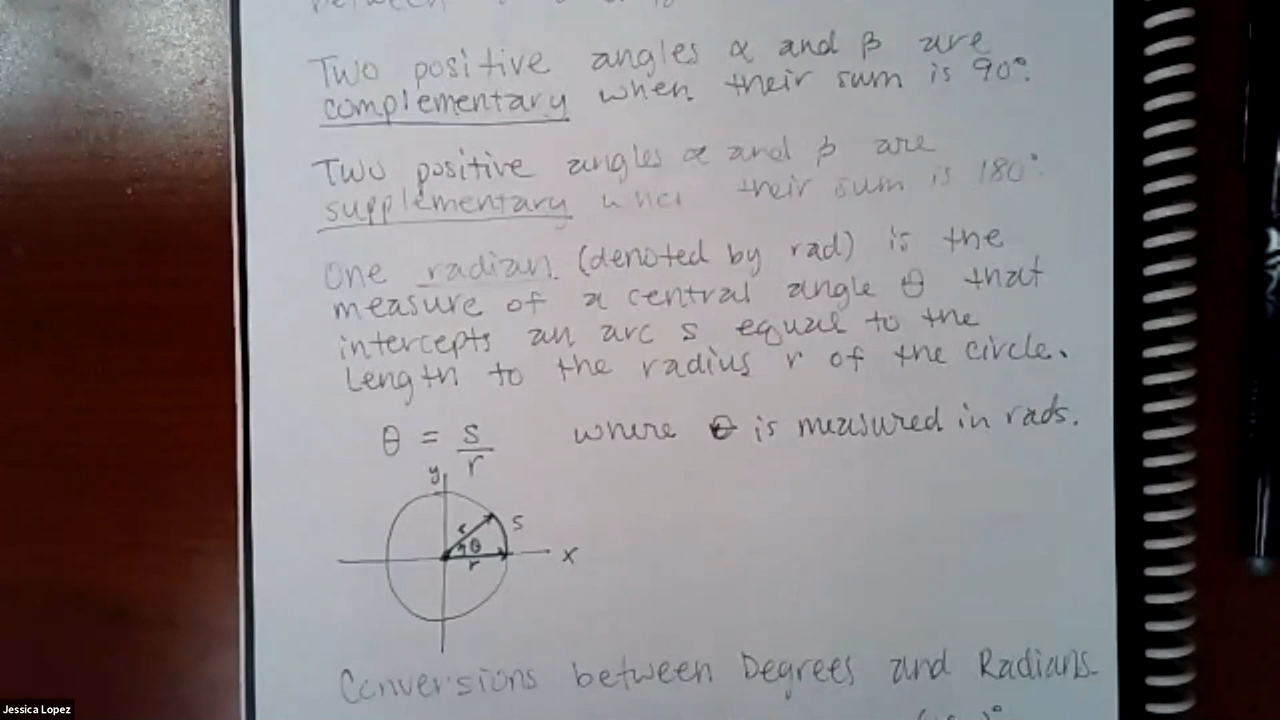 between
Two positive angles α and β are
complementary when their sum is 90°.
Two positive angles α and β are
supplementary when their sum is 180°.
One radian (denoted by rad) is the
measure of a central angle θ that
intercepts an arc s equal to the
length to the radius r of the circle.
θ = s/r where θ is measured in rads.
y
r
s
θ
r
x
Conversions between Degrees and Radians
Jessica Lopez